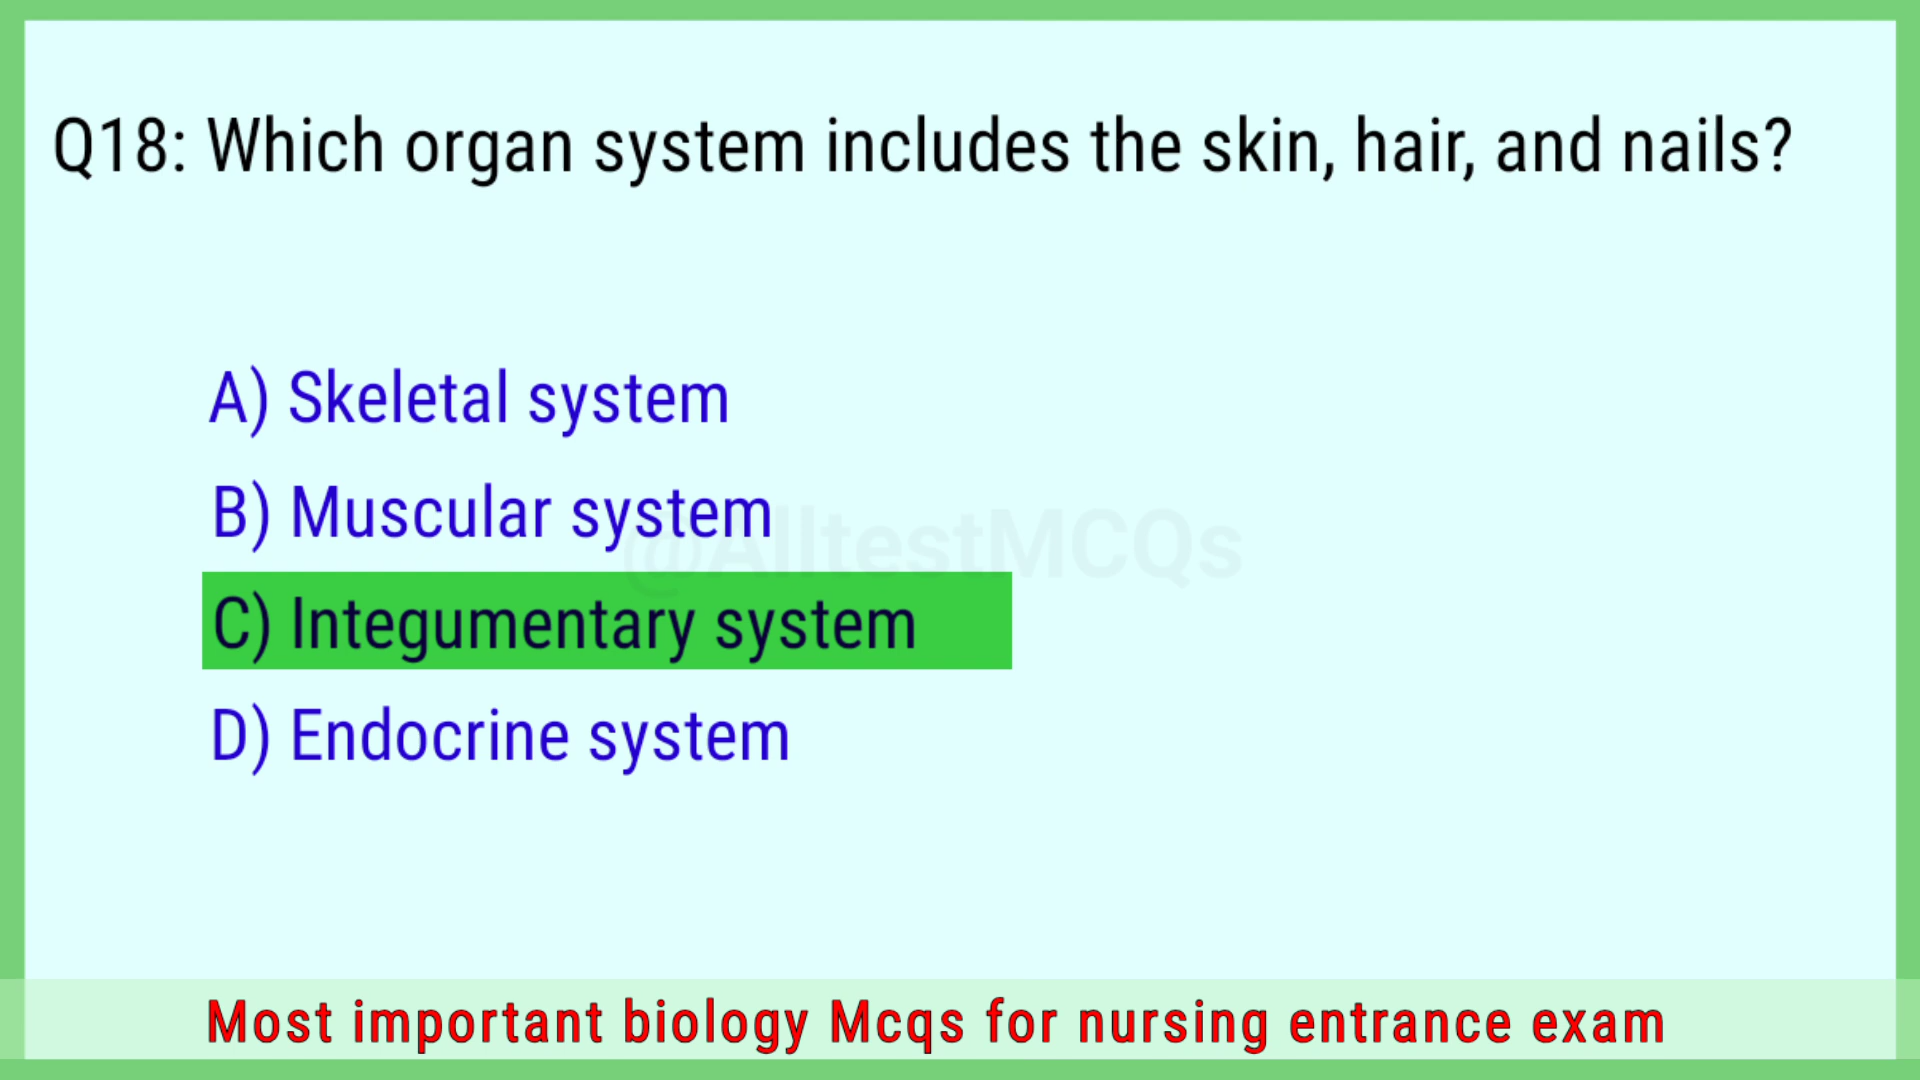 Q18: Which organ system includes the skin, hair, and nails?
A) Skeletal system
B) Muscular system
@AlltestMCQs
C) Integumentary system
D) Endocrine system
Most important biology Mcqs for nursing entrance exam